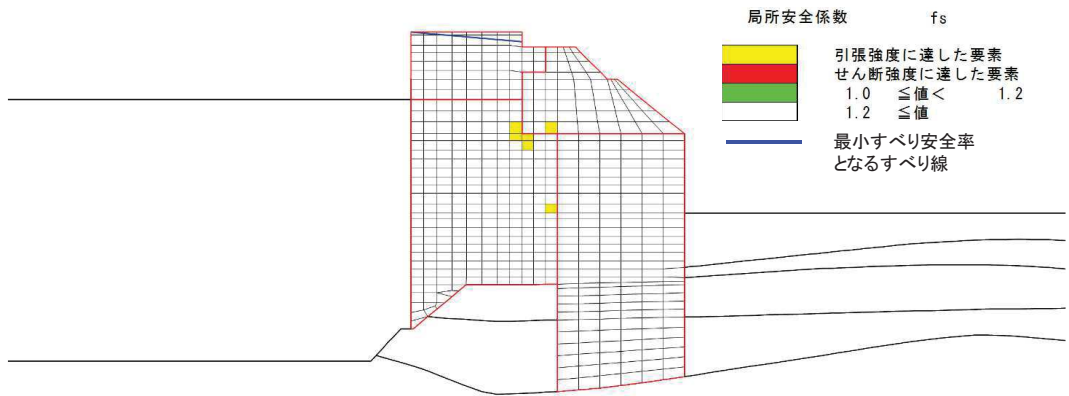 局所安全係数 fs
引張強度に達した要素
せん断強度に達した要素
1.0 ≦値＜ 1.2
1.2 ≦値
最小すべり安全率
となるすべり線